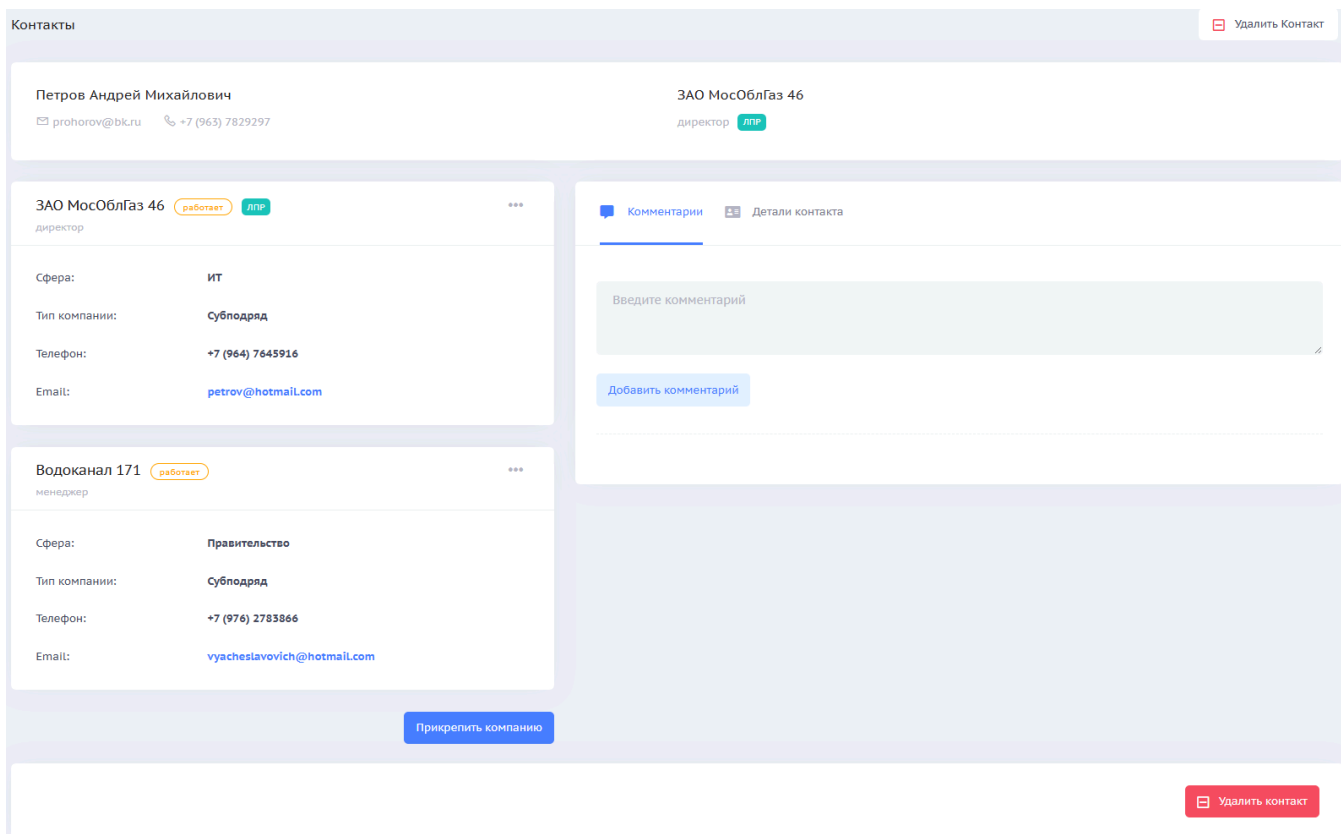 Контакты
Удалить Контакт
Петров Андрей Михайлович
prohorov@bk.ru +7 (963) 7829297
ЗАО МосОблГаз 46
директор ЛПР
ЗАО МосОблГаз 46 работает ЛПР
директор
Сфера: ИТ
Тип компании: Субподряд
Телефон: +7 (964) 7645916
Email: petrov@hotmail.com
Водоканал 171 работает
менеджер
Сфера: Правительство
Тип компании: Субподряд
Телефон: +7 (976) 2783866
Email: vyacheslavovich@hotmail.com
Прикрепить компанию
Комментарии Детали контакта
Введите комментарий
Добавить комментарий
Удалить контакт